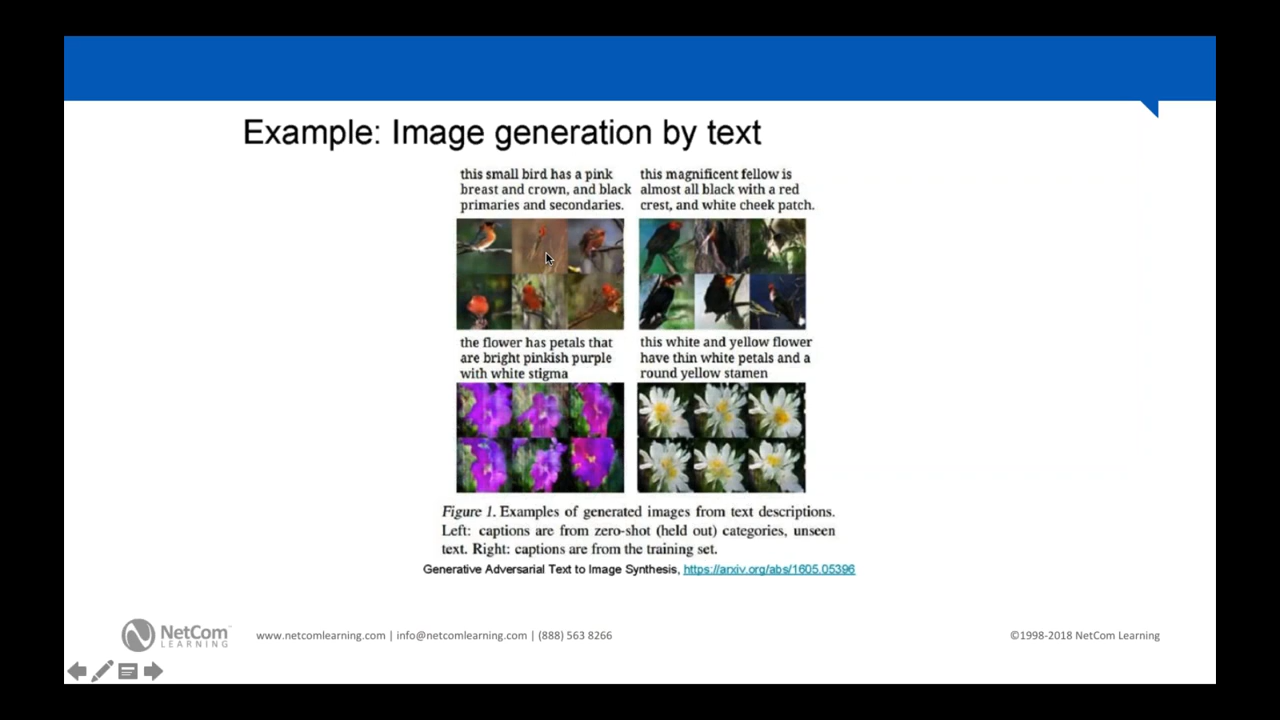 Example: Image generation by text
this small bird has a pink
breast and crown, and black
primaries and secondaries.
this magnificent fellow is
almost all black with a red
crest, and white cheek patch.
the flower has petals that
are bright pinkish purple
with white stigma
this white and yellow flower
have thin white petals and a
round yellow stamen
Figure 1. Examples of generated images from text descriptions.
Left: captions are from zero-shot (held out) categories, unseen
text. Right: captions are from the training set.
Generative Adversarial Text to Image Synthesis, https://arxiv.org/abs/1605.05396
NetCom
LEARNING
www.netcomlearning.com | info@netcomlearning.com | (888) 563 8266
©1998-2018 NetCom Learning